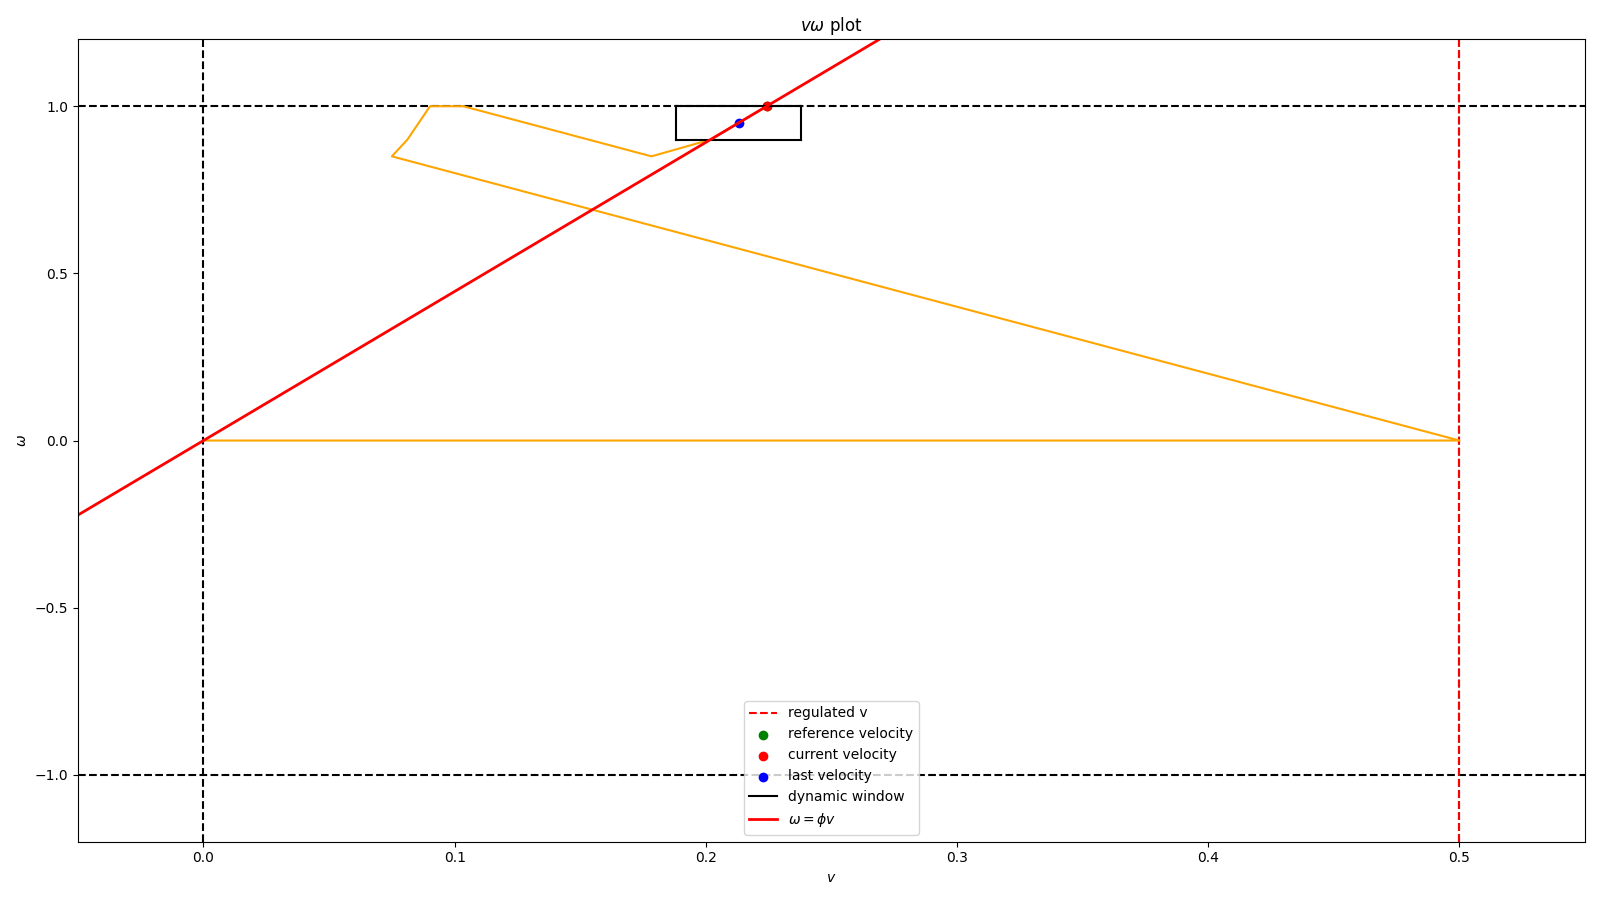 vω plot
1.0
0.5
0.0
−0.5
−1.0
ω
regulated v
reference velocity
current velocity
last velocity
dynamic window
ω = ϕv
0.0 0.1 0.2 0.3 0.4 0.5
v